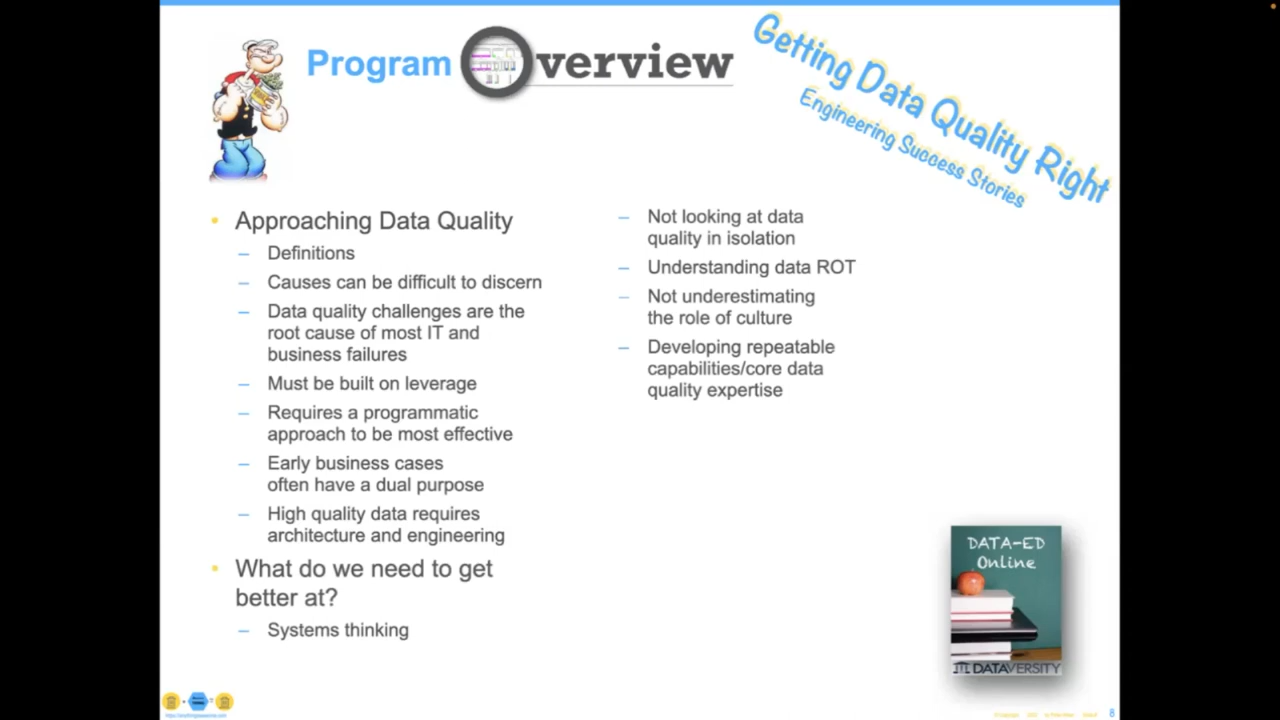 Program Overview
Getting Data Quality Right
Engineering Success Stories
• Approaching Data Quality
– Definitions
– Causes can be difficult to discern
– Data quality challenges are the
root cause of most IT and
business failures
– Must be built on leverage
– Requires a programmatic
approach to be most effective
– Early business cases
often have a dual purpose
– High quality data requires
architecture and engineering
• What do we need to get
better at?
– Systems thinking
– Not looking at data
quality in isolation
– Understanding data ROT
– Not underestimating
the role of culture
– Developing repeatable
capabilities/core data
quality expertise
DATA-ED
Online
DATAVERSITY
8